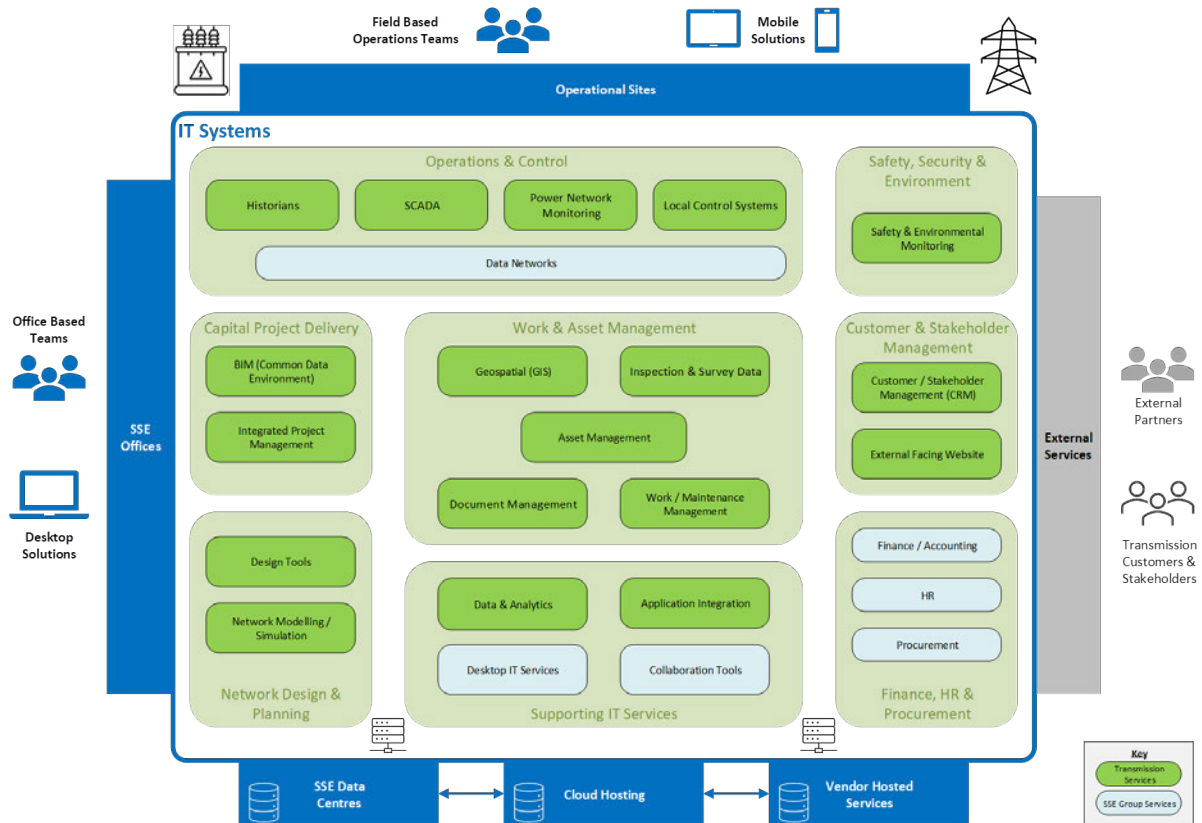 Field Based
Operations Teams
Mobile
Solutions
Operational Sites
IT Systems
Operations & Control
Historians
SCADA
Power Network
Monitoring
Local Control Systems
Data Networks
Safety, Security &
Environment
Safety & Environmental
Monitoring
Office Based
Teams
SSE
Offices
Desktop
Solutions
Capital Project Delivery
BIM (Common Data
Environment)
Integrated Project
Management
Work & Asset Management
Geospatial (GIS)
Inspection & Survey Data
Asset Management
Document Management
Work / Maintenance
Management
Customer & Stakeholder
Management
Customer / Stakeholder
Management (CRM)
External Facing Website
External
Services
External
Partners
Transmission
Customers &
Stakeholders
Design Tools
Network Modelling /
Simulation
Network Design &
Planning
Data & Analytics
Application Integration
Desktop IT Services
Collaboration Tools
Supporting IT Services
Finance / Accounting
HR
Procurement
Finance, HR &
Procurement
SSE Data
Centres
Cloud Hosting
Vendor Hosted
Services
Key
Transmission
Services
SSE Group Services